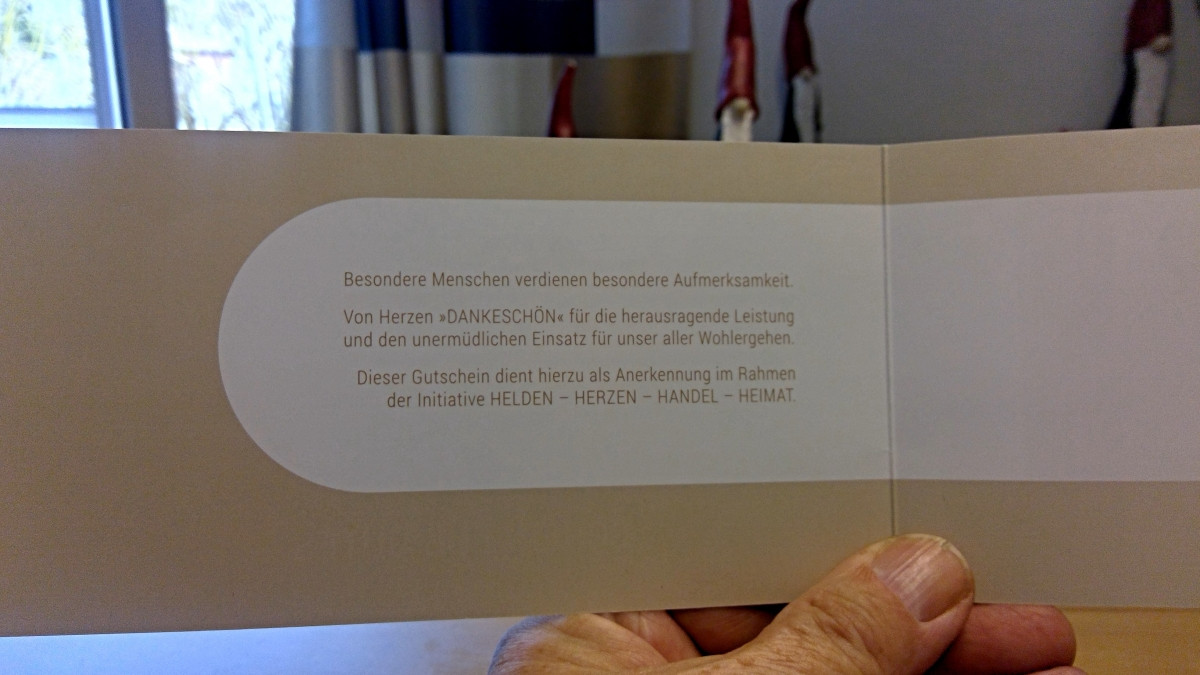 Besondere Menschen verdienen besondere Aufmerksamkeit.
Von Herzen »DANKESCHÖN« für die herausragende Leistung
und den unermüdlichen Einsatz für unser aller Wohlergehen.
Dieser Gutschein dient hierzu als Anerkennung im Rahmen
der Initiative HELDEN – HERZEN – HANDEL – HEIMAT.